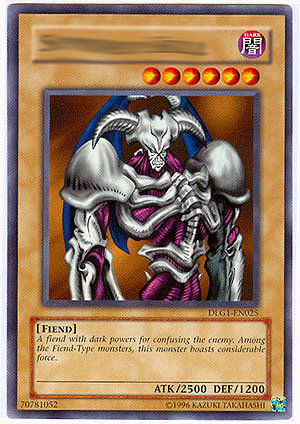 DARK
闇
DLG1-EN025
[FIEND]
A fiend with dark powers for confusing the enemy. Among
the Fiend-Type monsters, this monster boasts considerable
force.
ATK/2500 DEF/1200
70781052
©1996 KAZUKI TAKAHASHI